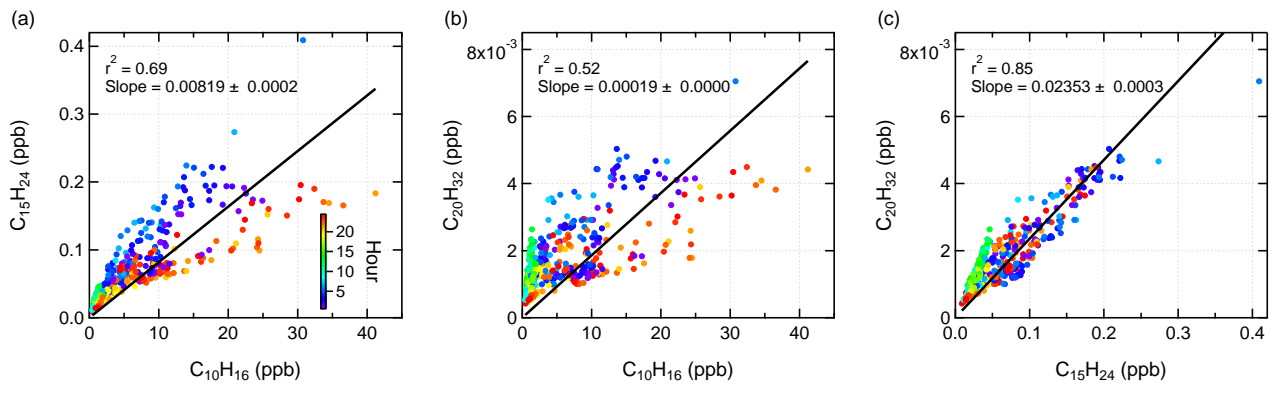 (a)
r² = 0.69
Slope = 0.00819 ± 0.0002
C₁₅H₂₄ (ppb)
0.4
0.3
0.2
0.1
0.0
0
10
20
30
40
C₁₀H₁₆ (ppb)
20
15
10
5
Hour
(b)
r² = 0.52
Slope = 0.00019 ± 0.0000
C₂₀H₃₂ (ppb)
8x10⁻³
6
4
2
0
0
10
20
30
40
C₁₀H₁₆ (ppb)
(c)
r² = 0.85
Slope = 0.02353 ± 0.0003
C₂₀H₃₂ (ppb)
8x10⁻³
6
4
2
0
0.0
0.1
0.2
0.3
0.4
C₁₅H₂₄ (ppb)